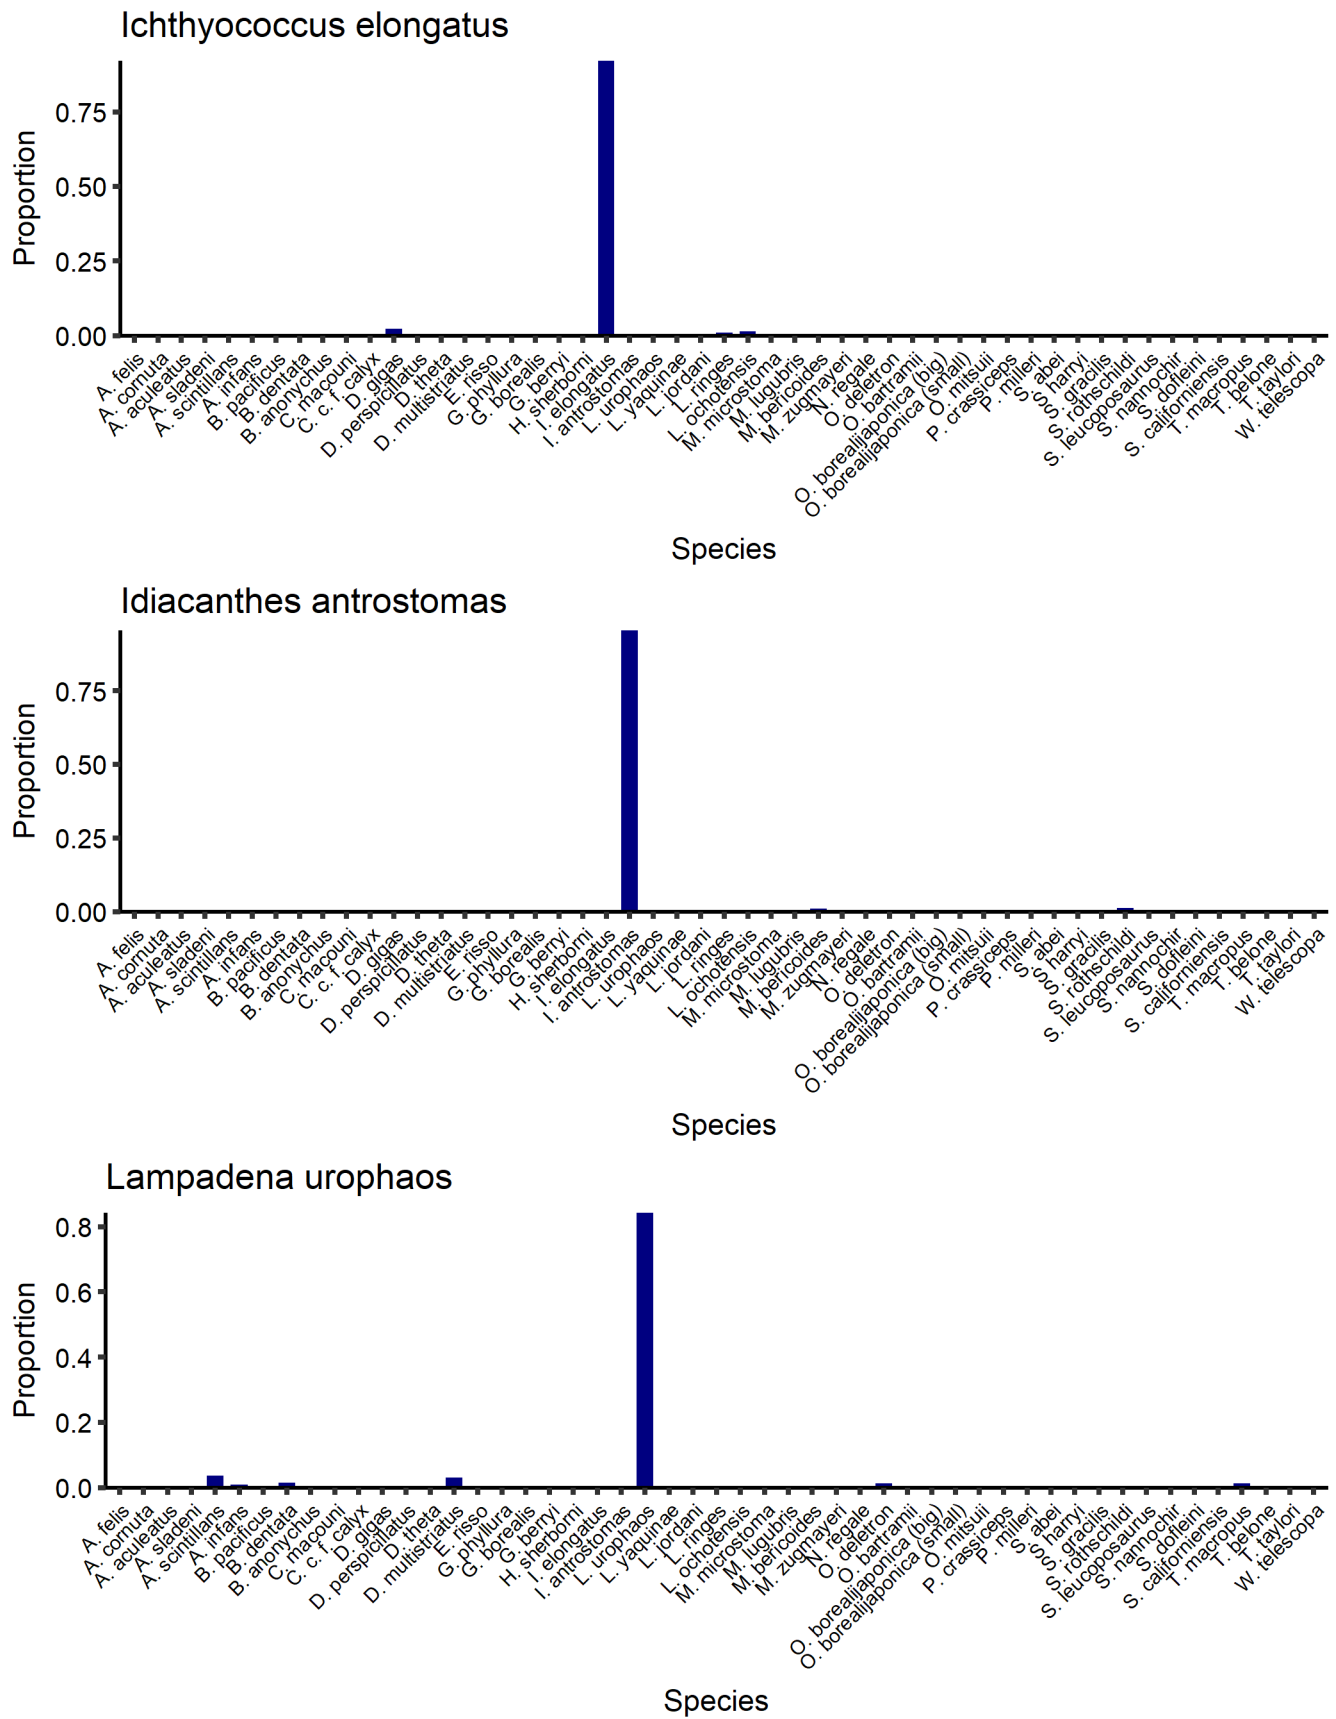 Ichthyococcus elongatus
Proportion
0.75
0.50
0.25
0.00
A. felis
A. cornuta
A. aculeatus
A. sladeni
A. scintillans
A. infans
B. pacificus
B. dentata
B. anonychus
C. macouni
C. c. f. calyx
D. gigas
D. perspicillatus
D. theta
D. multistriatus
E. risso
G. phyllura
G. borealis
G. berryi
H. sherborni
I. elongatus
I. antrostomas
L. urophaos
L. yaquinae
L. jordani
L. ringes
L. ochotensis
M. microstoma
M. lugubris
M. bericoides
M. zugmayeri
N. regale
O. deletron
O. bartramii
O. borealijaponica (big)
O. borealijaponica (small)
O. mitsuii
P. crassiceps
P. milleri
S. abei
S. harryi
S. gracilis
S. rothschildi
S. leucoposaurus
S. nannochir
S. dofleini
S. californiensis
T. macropus
T. belone
T. taylori
W. telescopa
Species
Idiacanthes antrostomas
Proportion
0.75
0.50
0.25
0.00
A. felis
A. cornuta
A. aculeatus
A. sladeni
A. scintillans
A. infans
B. pacificus
B. dentata
B. anonychus
C. macouni
C. c. f. calyx
D. gigas
D. perspicillatus
D. theta
D. multistriatus
E. risso
G. phyllura
G. borealis
G. berryi
H. sherborni
I. elongatus
I. antrostomas
L. urophaos
L. yaquinae
L. jordani
L. ringes
L. ochotensis
M. microstoma
M. lugubris
M. bericoides
M. zugmayeri
N. regale
O. deletron
O. bartramii
O. borealijaponica (big)
O. borealijaponica (small)
O. mitsuii
P. crassiceps
P. milleri
S. abei
S. harryi
S. gracilis
S. rothschildi
S. leucoposaurus
S. nannochir
S. dofleini
S. californiensis
T. macropus
T. belone
T. taylori
W. telescopa
Species
Lampadena urophaos
Proportion
0.8
0.6
0.4
0.2
0.0
A. felis
A. cornuta
A. aculeatus
A. sladeni
A. scintillans
A. infans
B. pacificus
B. dentata
B. anonychus
C. macouni
C. c. f. calyx
D. gigas
D. perspicillatus
D. theta
D. multistriatus
E. risso
G. phyllura
G. borealis
G. berryi
H. sherborni
I. elongatus
I. antrostomas
L. urophaos
L. yaquinae
L. jordani
L. ringes
L. ochotensis
M. microstoma
M. lugubris
M. bericoides
M. zugmayeri
N. regale
O. deletron
O. bartramii
O. borealijaponica (big)
O. borealijaponica (small)
O. mitsuii
P. crassiceps
P. milleri
S. abei
S. harryi
S. gracilis
S. rothschildi
S. leucoposaurus
S. nannochir
S. dofleini
S. californiensis
T. macropus
T. belone
T. taylori
W. telescopa
Species